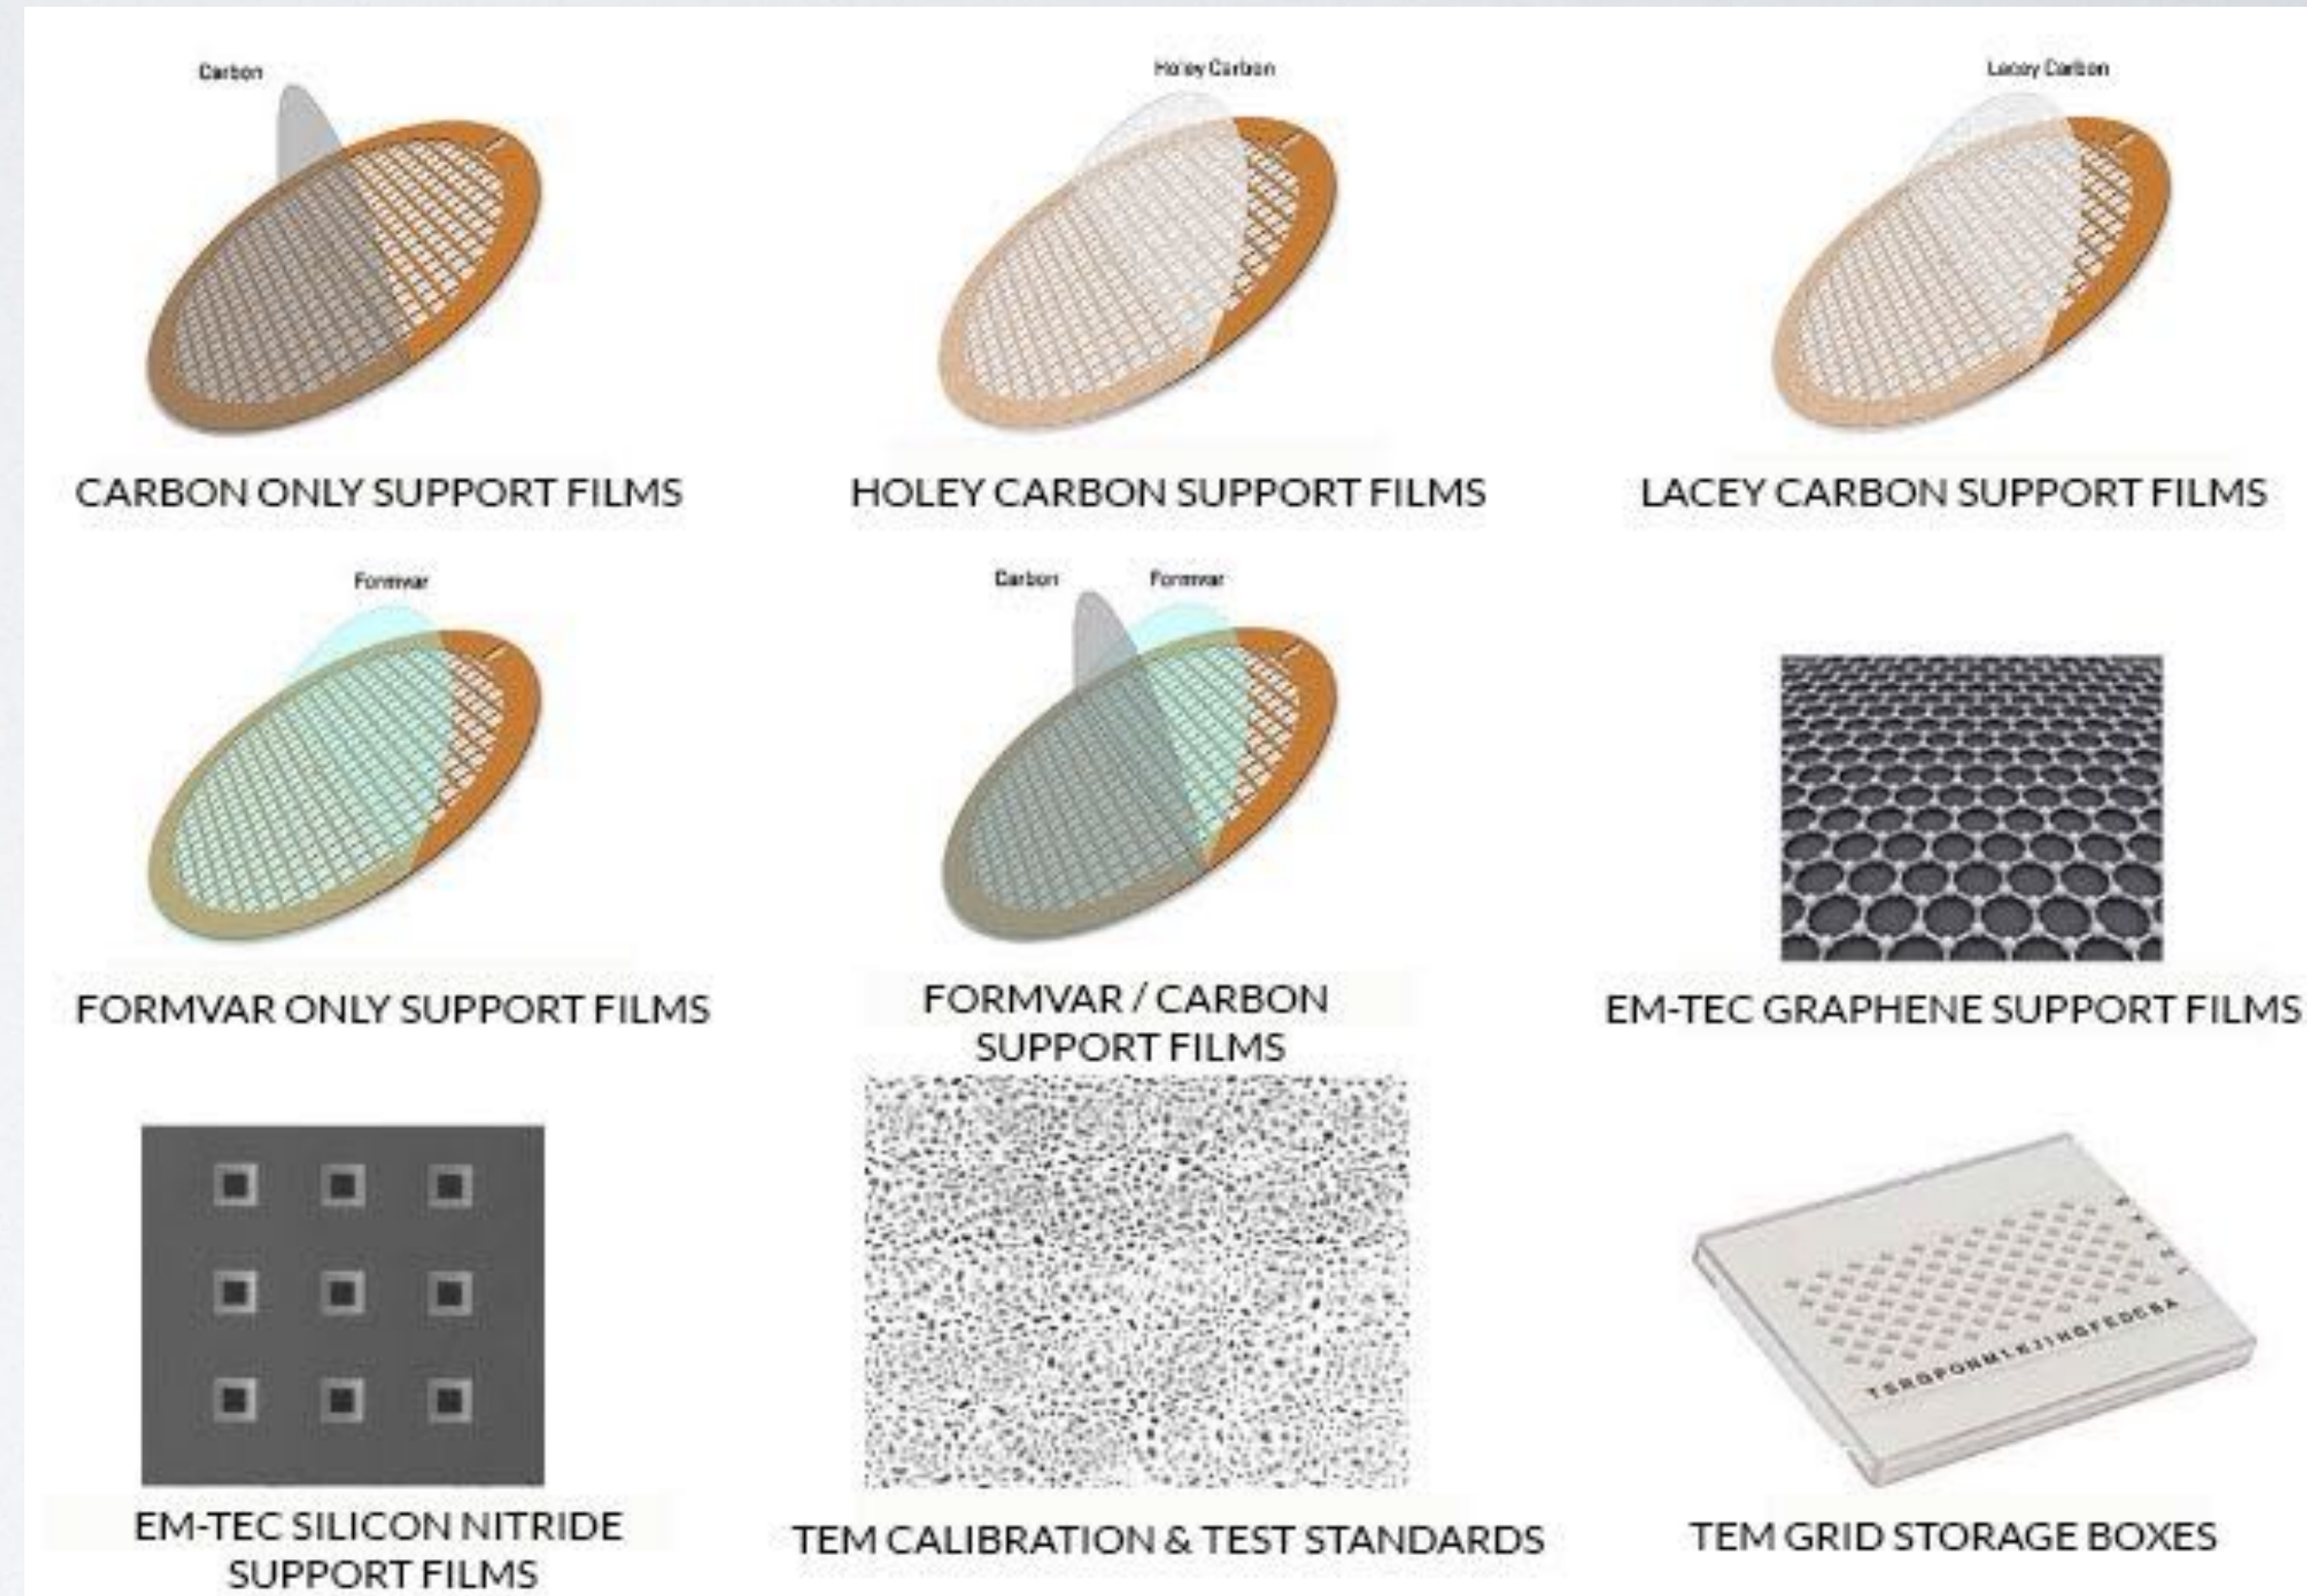 Carbon
Holey Carbon
Lacey Carbon
CARBON ONLY SUPPORT FILMS
HOLEY CARBON SUPPORT FILMS
LACEY CARBON SUPPORT FILMS
Formvar
Carbon
Formvar
FORMVAR ONLY SUPPORT FILMS
FORMVAR / CARBON
SUPPORT FILMS
EM-TEC GRAPHENE SUPPORT FILMS
EM-TEC SILICON NITRIDE
SUPPORT FILMS
TEM CALIBRATION & TEST STANDARDS
TSRQPONMLKJIHGFEDCBA
TEM GRID STORAGE BOXES